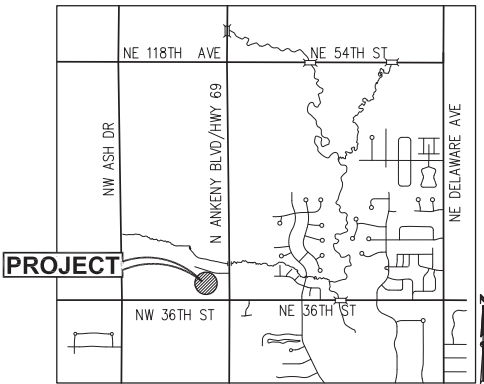 NE 118TH AVE
NE 54TH ST
NW ASH DR
N ANKENY BLVD/HWY 69
NE DELAWARE AVE
PROJECT
NW 36TH ST
NE 36TH ST